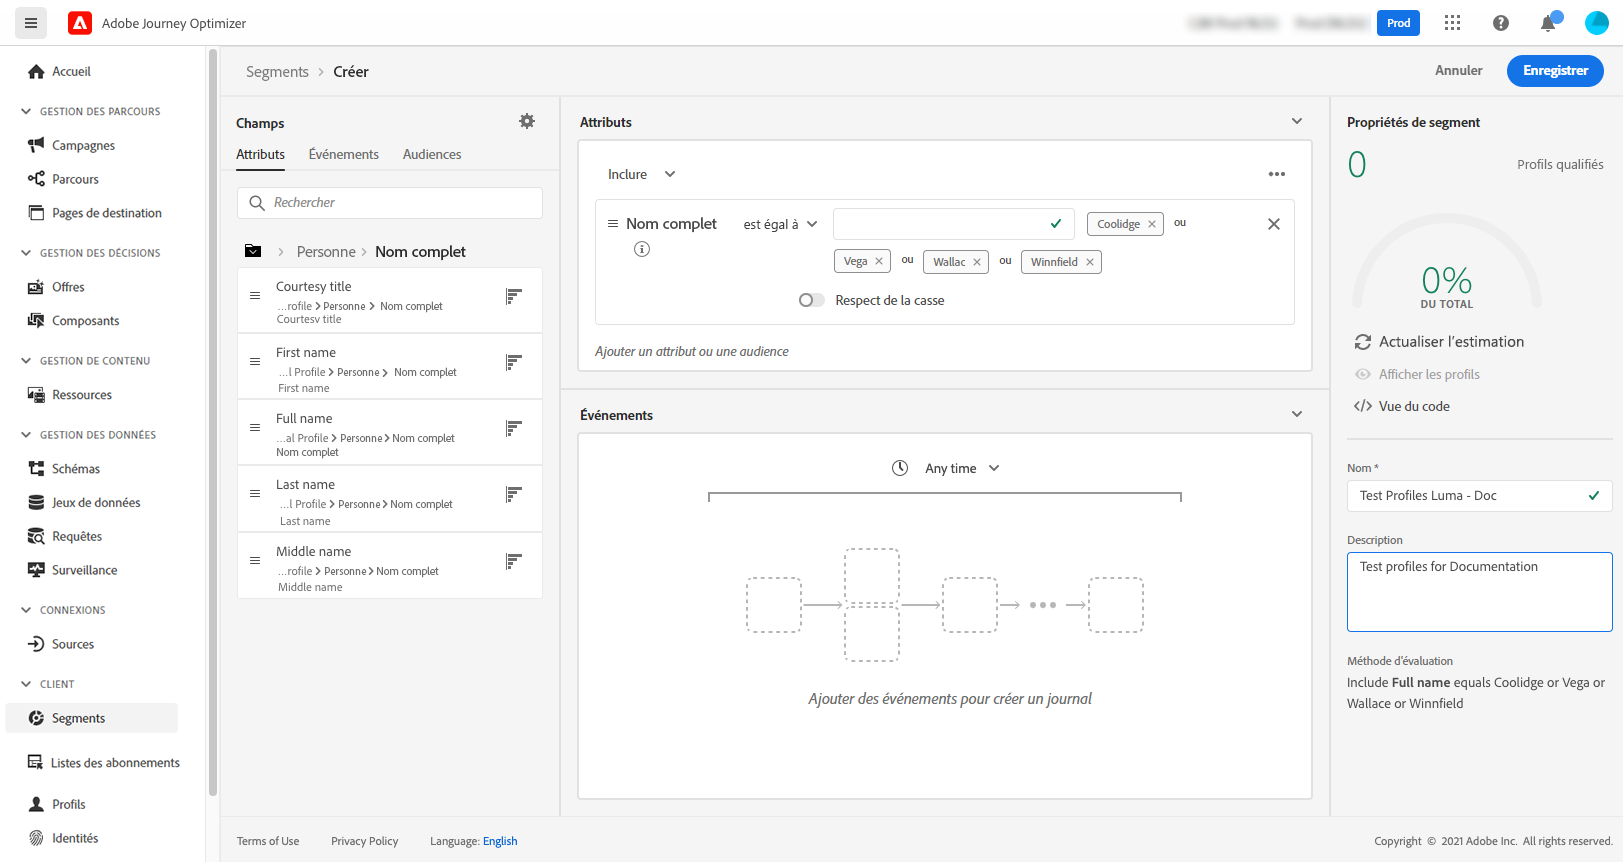 Adobe Journey Optimizer
Prod
Accueil
GESTION DES PARCOURS
Campagnes
Parcours
Pages de destination
GESTION DES DÉCISIONS
Offres
Composants
GESTION DE CONTENU
Ressources
GESTION DES DONNÉES
Schémas
Jeux de données
Requêtes
Surveillance
CONNEXIONS
Sources
CLIENT
Segments
Listes des abonnements
Profils
Identités
Segments > Créer
Annuler
Enregistrer
Champs
Attributs Événements Audiences
Rechercher
> Personne > Nom complet
Courtesy title
...rofile > Personne > Nom complet
Courtesy title
First name
...l Profile > Personne > Nom complet
First name
Full name
...al Profile > Personne > Nom complet
Nom complet
Last name
...l Profile > Personne > Nom complet
Last name
Middle name
...rofile > Personne > Nom complet
Middle name
Attributs
Inclure
Nom complet est égal à Coolidge × ou
Vega × ou Wallac × ou Winnfield ×
Respect de la casse
Ajouter un attribut ou une audience
Événements
Any time
Ajouter des événements pour créer un journal
Propriétés de segment
0 Profils qualifiés
0%
DU TOTAL
Actualiser l'estimation
Afficher les profils
</> Vue du code
Nom *
Test Profiles Luma - Doc
Description
Test profiles for Documentation
Méthode d'évaluation
Include Full name equals Coolidge or Vega or
Wallace or Winnfield
Terms of Use Privacy Policy Language: English
Copyright © 2021 Adobe Inc. All rights reserved.